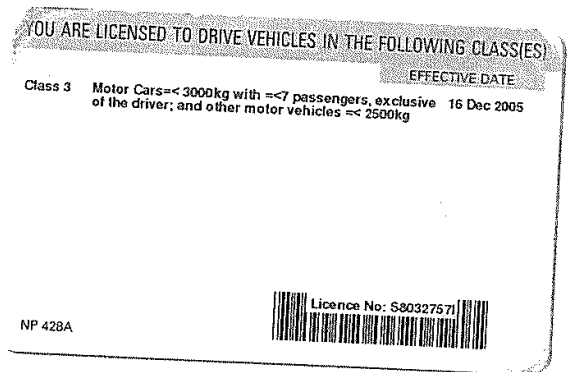 YOU ARE LICENSED TO DRIVE VEHICLES IN THE FOLLOWING CLASS(ES)
EFFECTIVE DATE
Class 3 Motor Cars=< 3000kg with =<7 passengers, exclusive 16 Dec 2005
of the driver; and other motor vehicles =< 2500kg
Licence No: S8032757I
NP 428A